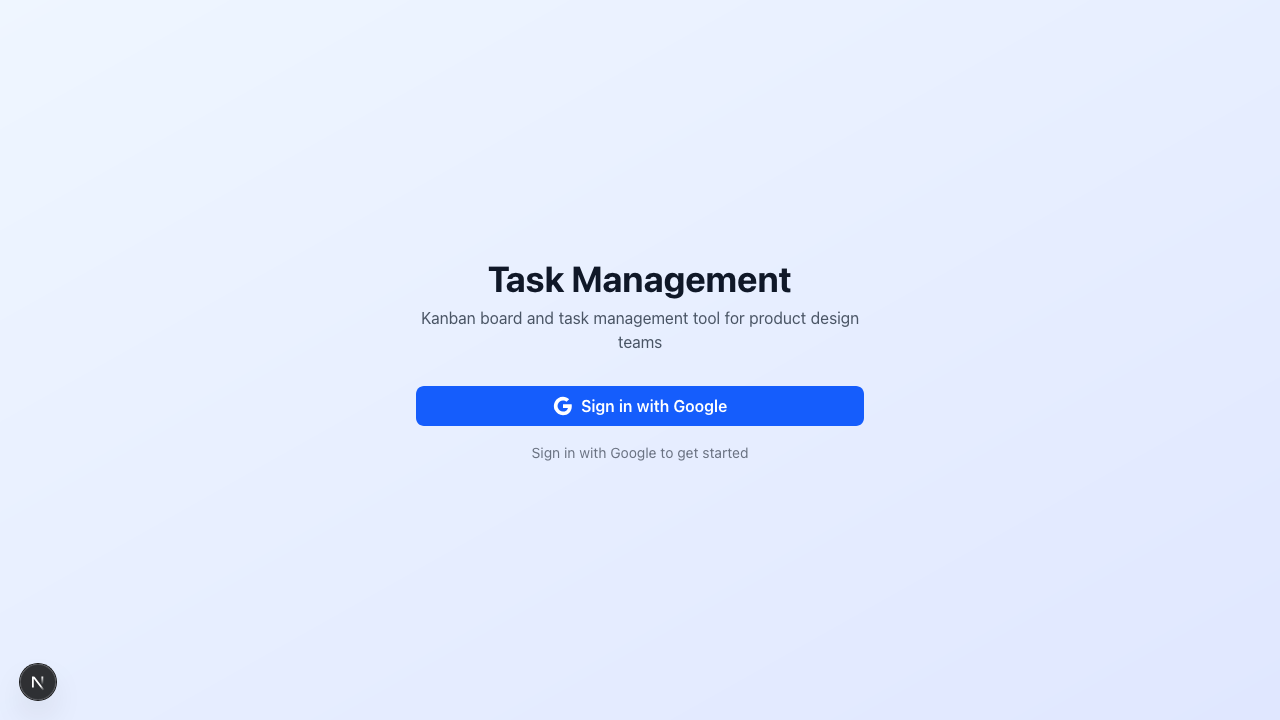 Task Management
Kanban board and task management tool for product design
teams
Sign in with Google
Sign in with Google to get started